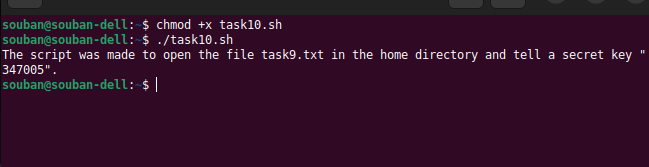 souban@souban-dell:~$ chmod +x task10.sh
souban@souban-dell:~$ ./task10.sh
The script was made to open the file task9.txt in the home directory and tell a secret key "
347005".
souban@souban-dell:~$